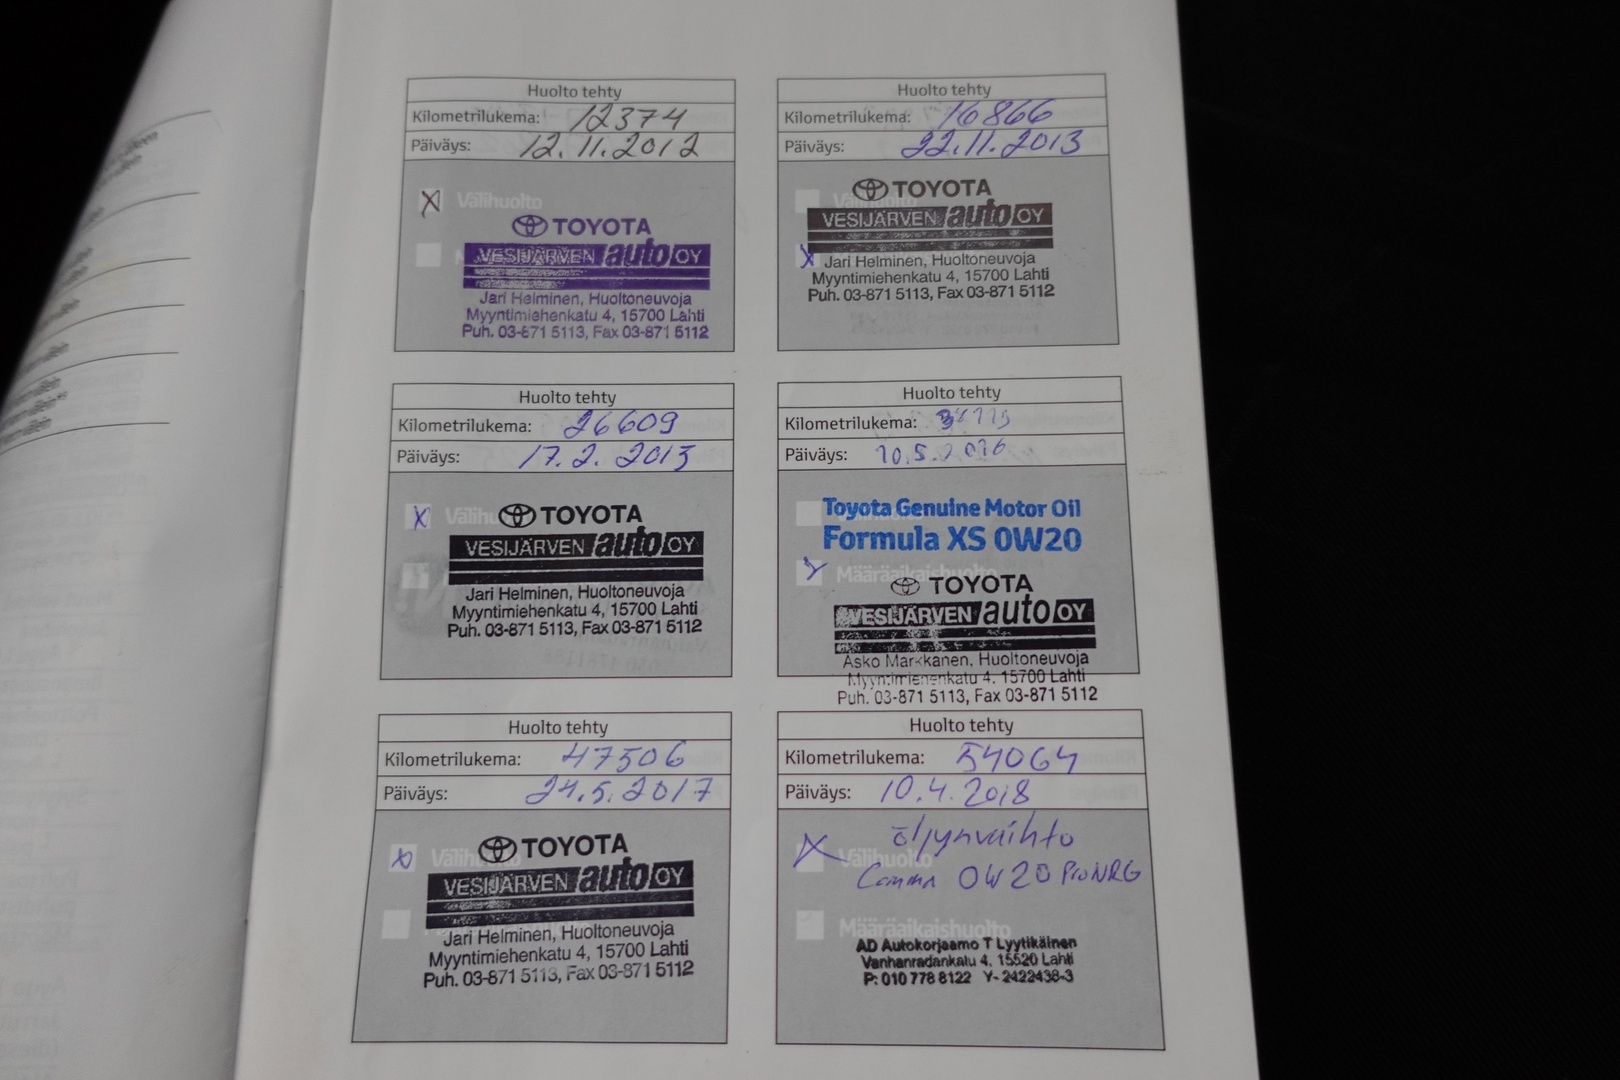 Huolto tehty
Kilometrilukema: 12374
Päiväys: 12.11.2012
Välihuolto
TOYOTA
VESIJÄRVEN auto OY
Jari Helminen, Huoltoneuvoja
Myyntimiehenkatu 4, 15700 Lahti
Puh. 03-871 5113, Fax 03-871 5112
Huolto tehty
Kilometrilukema: 16866
Päiväys: 22.11.2013
Välihuolto
TOYOTA
VESIJÄRVEN auto OY
Jari Helminen, Huoltoneuvoja
Myyntimiehenkatu 4, 15700 Lahti
Puh. 03-871 5113, Fax 03-871 5112
Huolto tehty
Kilometrilukema: 26609
Päiväys: 17.2.2015
TOYOTA
VESIJÄRVEN auto OY
Jari Helminen, Huoltoneuvoja
Myyntimiehenkatu 4, 15700 Lahti
Puh. 03-871 5113, Fax 03-871 5112
Huolto tehty
Kilometrilukema:
Päiväys: 10.5.2016
Toyota Genuine Motor Oil
Formula XS 0W20
Määräaikaishuolto
TOYOTA
VESIJÄRVEN auto OY
Asko Markkanen, Huoltoneuvoja
Myyntimiehenkatu 4, 15700 Lahti
Puh. 03-871 5113, Fax 03-871 5112
Huolto tehty
Kilometrilukema: 47506
Päiväys: 24.5.2017
Välihuolto
TOYOTA
VESIJÄRVEN auto OY
Jari Helminen, Huoltoneuvoja
Myyntimiehenkatu 4, 15700 Lahti
Puh. 03-871 5113, Fax 03-871 5112
Huolto tehty
Kilometrilukema: 54064
Päiväys: 10.4.2018
öljynvaihto
Välihuolto
Comma 0W20 ProNRG
Määräaikaishuolto
AD Autokorjaamo T Lyytikäinen
Vanhanradankatu 4, 15520 Lahti
P: 010 778 8122 Y- 2422438-3